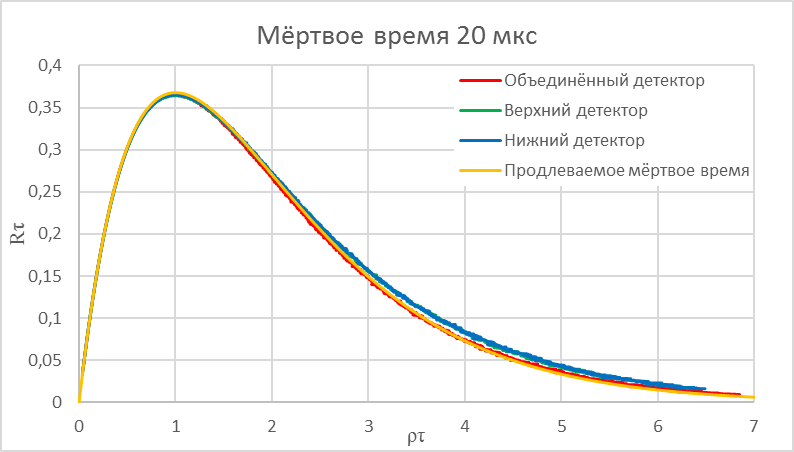 Мёртвое время 20 мкс
Rτ
0,4
0,35
0,3
0,25
0,2
0,15
0,1
0,05
0
Объединённый детектор
Верхний детектор
Нижний детектор
Продлеваемое мёртвое время
0 1 2 3 4 5 6 7
ρτ